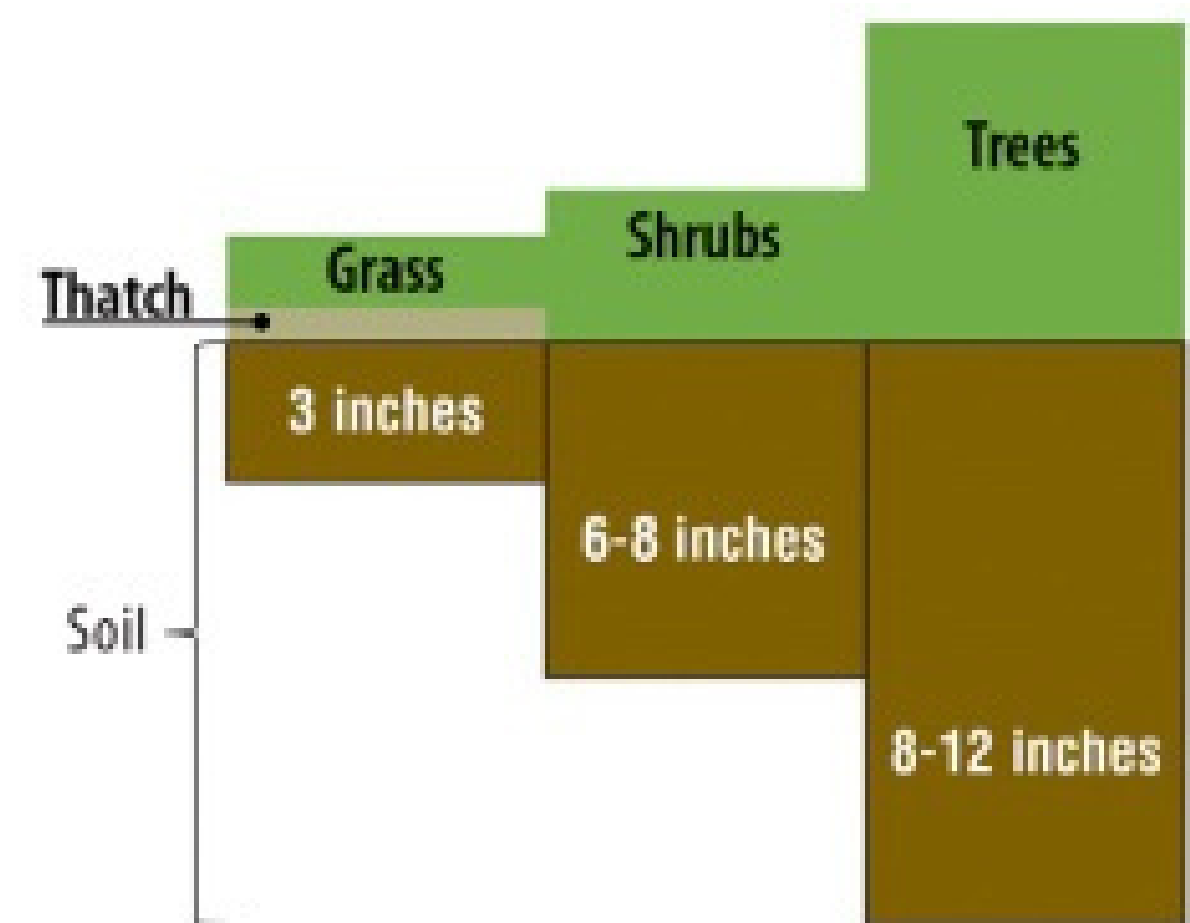 Trees
Shrubs
Grass
Thatch
3 inches
6-8 inches
Soil
8-12 inches